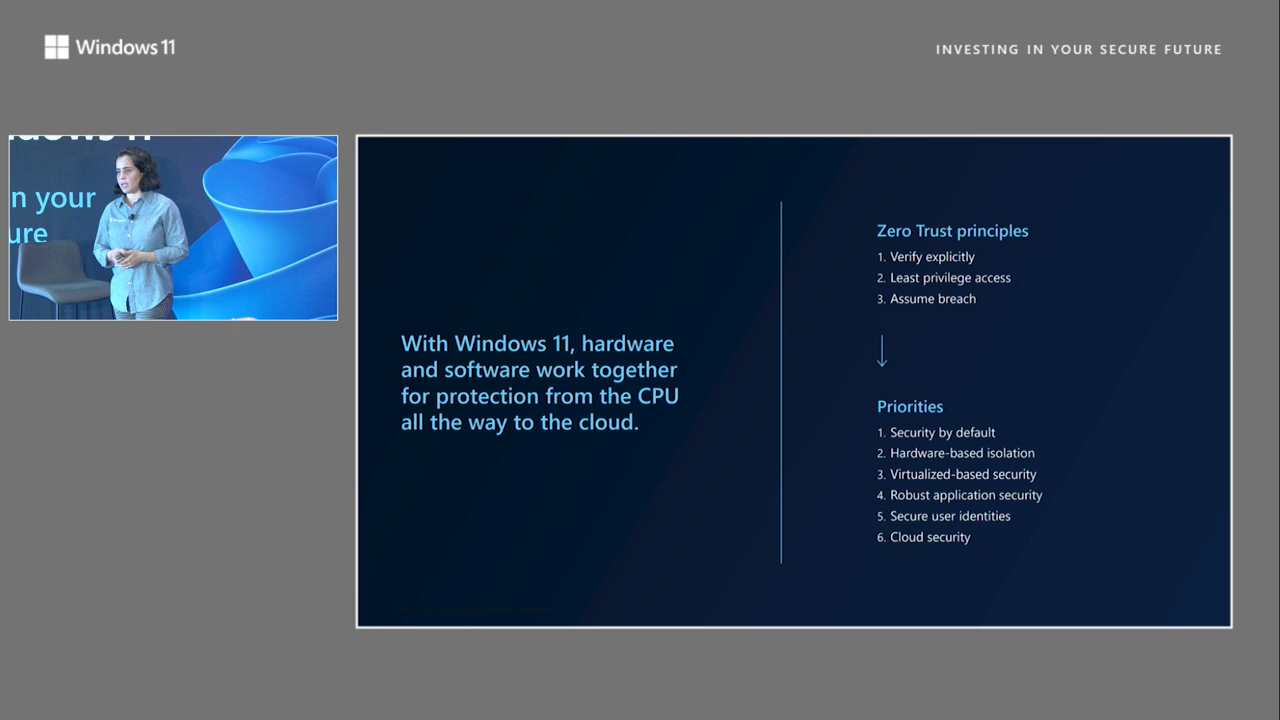 Windows 11
INVESTING IN YOUR SECURE FUTURE
n your
ure
With Windows 11, hardware
and software work together
for protection from the CPU
all the way to the cloud.
Zero Trust principles
1. Verify explicitly
2. Least privilege access
3. Assume breach
Priorities
1. Security by default
2. Hardware-based isolation
3. Virtualized-based security
4. Robust application security
5. Secure user identities
6. Cloud security